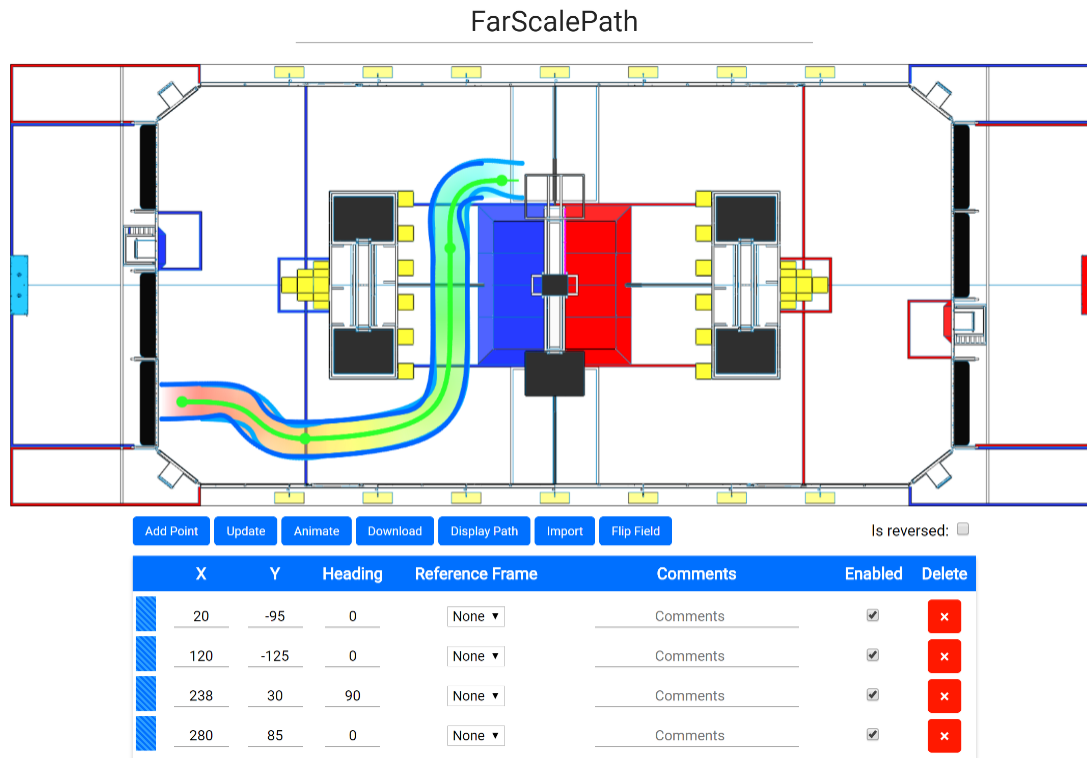 FarScalePath
Add Point Update Animate Download Display Path Import Flip Field Is reversed:
X Y Heading Reference Frame Comments Enabled Delete
20 -95 0 None Comments ×
120 -125 0 None Comments ×
238 30 90 None Comments ×
280 85 0 None Comments ×